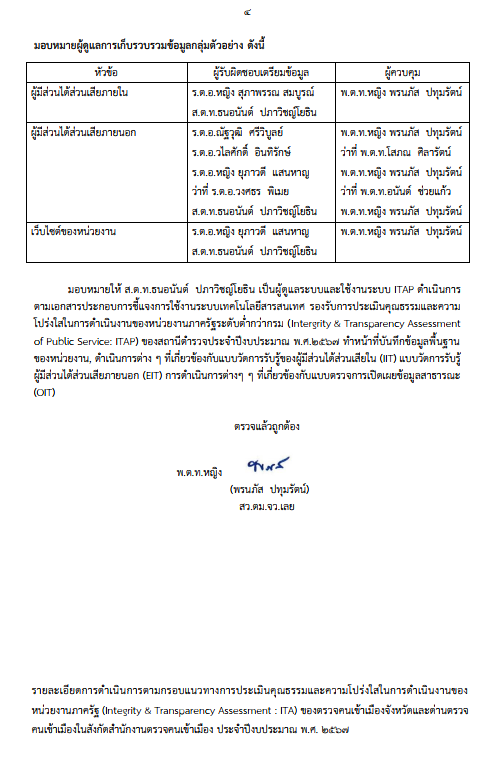 ๔
มอบหมายผู้ดูแลการเก็บรวบรวมข้อมูลกลุ่มตัวอย่าง ดังนี้
หัวข้อ ผู้รับผิดชอบเตรียมข้อมูล ผู้ควบคุม
ผู้มีส่วนได้ส่วนเสียภายใน ร.ต.อ.หญิง สุภาพรรณ สมบูรณ์ พ.ต.ท.หญิง พรนภัส ปทุมรัตน์
ส.ต.ท.ธนอนันต์ ปภาวิชญ์โยธิน
ผู้มีส่วนได้ส่วนเสียภายนอก ร.ต.อ.ณัฐวุฒิ ศรีวิบูลย์ พ.ต.ท.หญิง พรนภัส ปทุมรัตน์
ร.ต.อ.วไลศักดิ์ อินทิรักษ์ ว่าที่ พ.ต.ท.โสภณ ศิลารัตน์
ร.ต.อ.หญิง ยุภาวดี แสนหาญ พ.ต.ท.หญิง พรนภัส ปทุมรัตน์
ว่าที่ ร.ต.อ.วงศธร พิเมย ว่าที่ พ.ต.ท.อนันต์ ช่วยแก้ว
ส.ต.ท.ธนอนันต์ ปภาวิชญ์โยธิน พ.ต.ท.หญิง พรนภัส ปทุมรัตน์
เว็บไซต์ของหน่วยงาน ร.ต.อ.หญิง ยุภาวดี แสนหาญ พ.ต.ท.หญิง พรนภัส ปทุมรัตน์
ส.ต.ท.ธนอนันต์ ปภาวิชญ์โยธิน
มอบหมายให้ ส.ต.ท.ธนอนันต์ ปภาวิชญ์โยธิน เป็นผู้ดูแลระบบและใช้งานระบบ ITAP ดำเนินการ
ตามเอกสารประกอบการชี้แจงการใช้งานระบบเทคโนโลยีสารสนเทศ รองรับการประเมินคุณธรรมและความ
โปร่งใสในการดำเนินงานของหน่วยงานภาครัฐระดับต่ำกว่ากรม (Intergrity & Transparency Assessment
of Public Service: ITAP) ของสถานีตำรวจประจำปีงบประมาณ พ.ศ.๒๕๖๗ ทำหน้าที่บันทึกข้อมูลพื้นฐาน
ของหน่วยงาน, ดำเนินการต่าง ๆ ที่เกี่ยวข้องกับแบบวัดการรับรู้ของผู้มีส่วนได้ส่วนเสียใน (IIT) แบบวัดการรับรู้
ผู้มีส่วนได้ส่วนเสียภายนอก (EIT) การดำเนินการต่างๆ ๆ ที่เกี่ยวข้องกับแบบตรวจการเปิดเผยข้อมูลสาธารณะ
(OIT)
ตรวจแล้วถูกต้อง
พ.ต.ท.หญิง
(พรนภัส ปทุมรัตน์)
สว.ตม.จว.เลย
รายละเอียดการดำเนินการตามกรอบแนวทางการประเมินคุณธรรมและความโปร่งใสในการดำเนินงานของ
หน่วยงานภาครัฐ (Integrity & Transparency Assessment : ITA) ของตรวจคนเข้าเมืองจังหวัดและด่านตรวจ
คนเข้าเมืองในสังกัดสำนักงานตรวจคนเข้าเมือง ประจำปีงบประมาณ พ.ศ. ๒๕๖๗